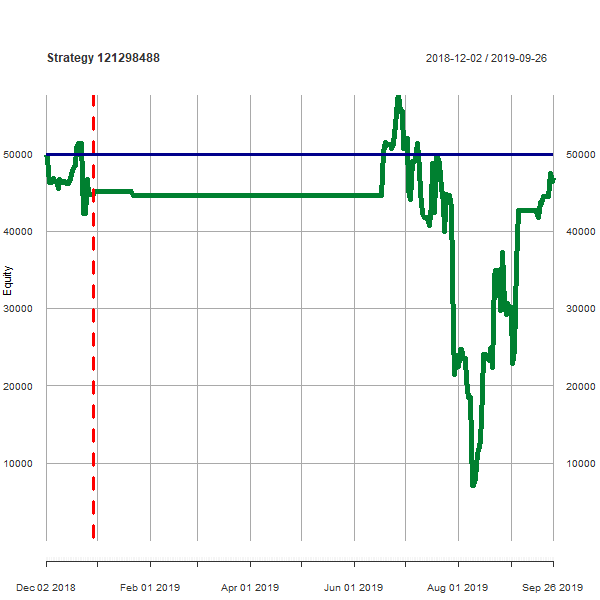 Strategy 121298488
2018-12-02 / 2019-09-26
50000 50000
40000 40000
Equity
30000 30000
20000 20000
10000 10000
Dec 02 2018 Feb 01 2019 Apr 01 2019 Jun 01 2019 Aug 01 2019 Sep 26 2019